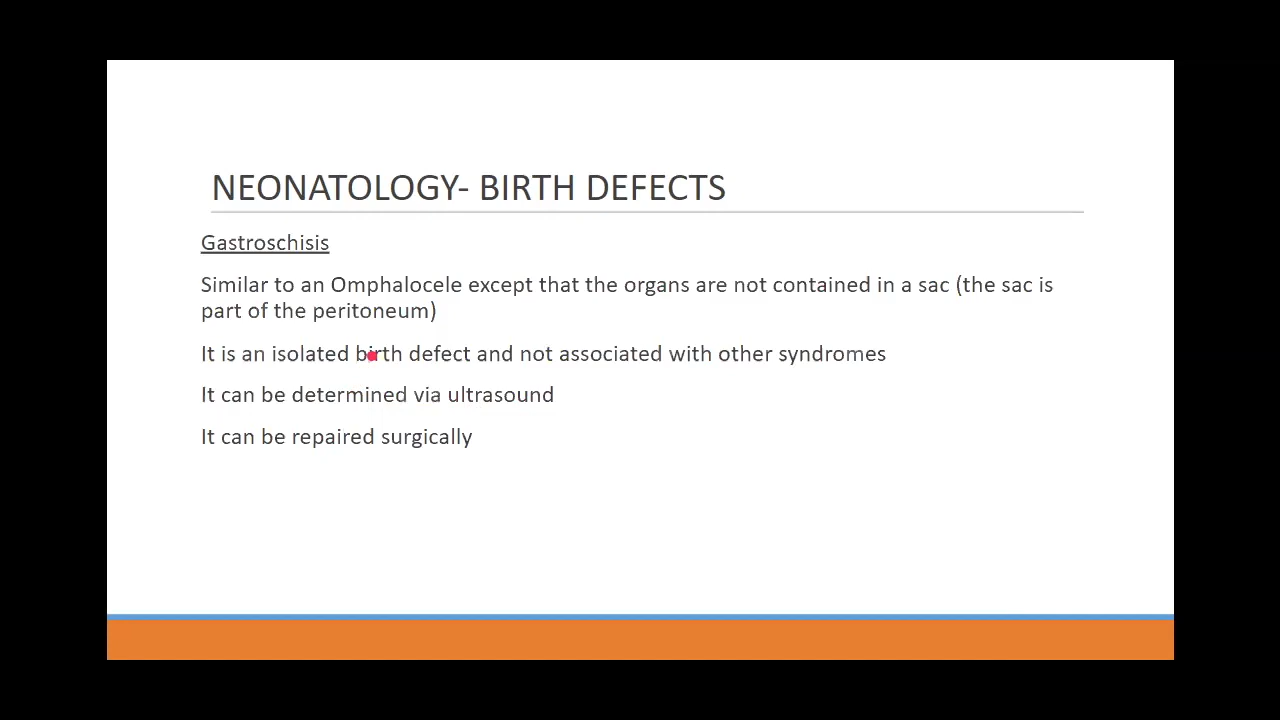 NEONATOLOGY- BIRTH DEFECTS
Gastroschisis
Similar to an Omphalocele except that the organs are not contained in a sac (the sac is
part of the peritoneum)
It is an isolated birth defect and not associated with other syndromes
It can be determined via ultrasound
It can be repaired surgically